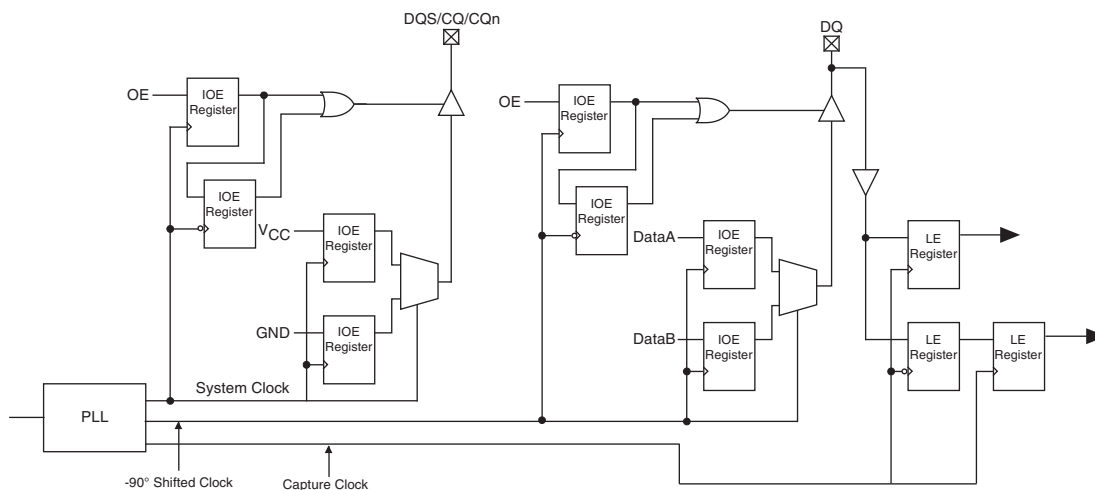 DQS/CQ/CQn
DQ
OE
IOE
Register
OE
IOE
Register
IOE
Register
IOE
Register
VCC
IOE
Register
DataA
IOE
Register
LE
Register
GND
IOE
Register
DataB
IOE
Register
LE
Register
LE
Register
System Clock
PLL
-90° Shifted Clock
Capture Clock